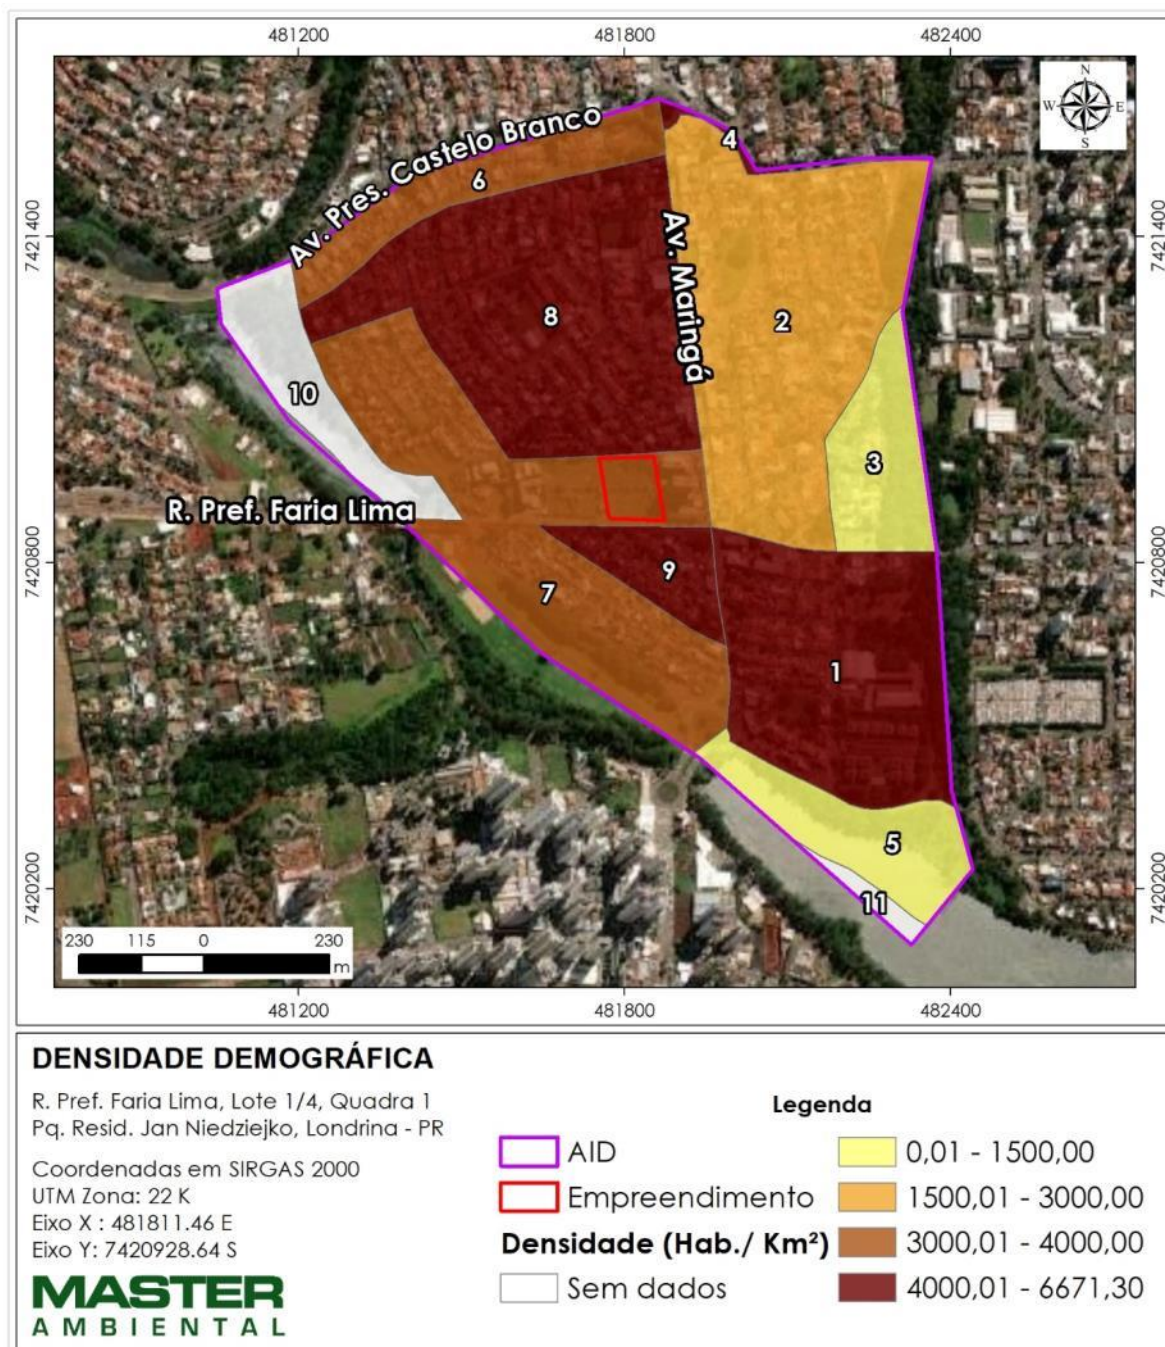 481200 481800 482400
N
W E
S
Av. Pres. Castelo Branco
4
6
7421400 7421400
Av. Maringá
8
2
10
3
R. Pref. Faria Lima
7420800 7420800
9
7
1
5
7420200 7420200
11
230 115 0 230
m
481200 481800 482400
DENSIDADE DEMOGRÁFICA
R. Pref. Faria Lima, Lote 1/4, Quadra 1
Pq. Resid. Jan Niedziejko, Londrina - PR
Coordenadas em SIRGAS 2000
UTM Zona: 22 K
Eixo X : 481811.46 E
Eixo Y: 7420928.64 S
MASTER
AMBIENTAL
Legenda
AID
Empreendimento
Densidade (Hab./ Km²)
Sem dados
0,01 - 1500,00
1500,01 - 3000,00
3000,01 - 4000,00
4000,01 - 6671,30